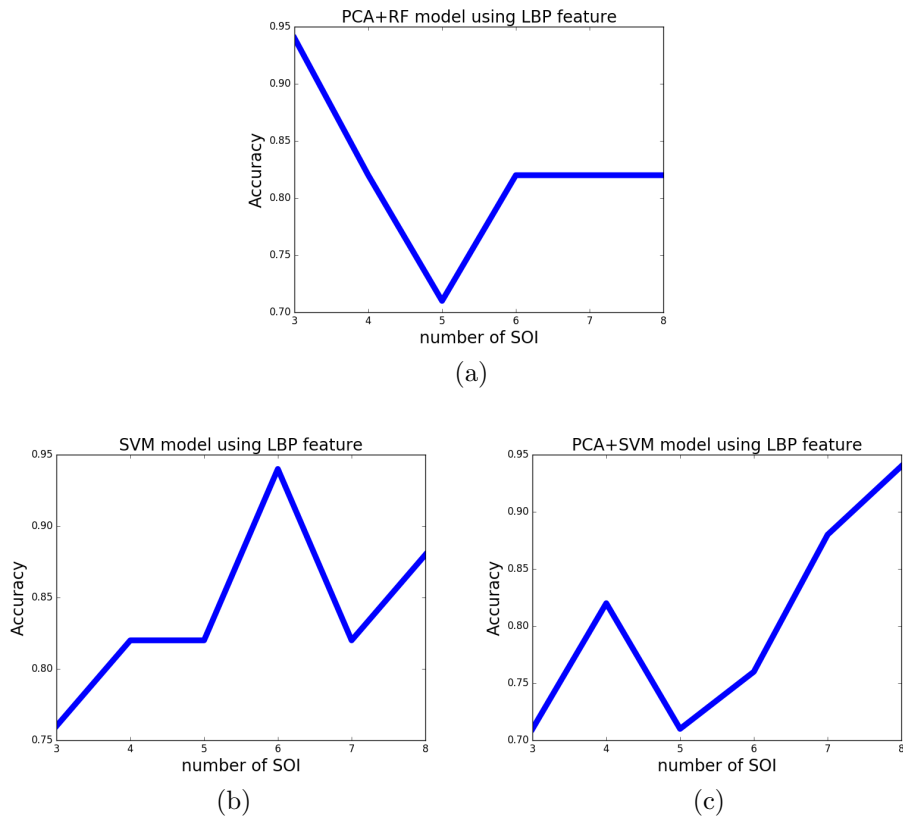 PCA+RF model using LBP feature
0.95
0.90
0.85
0.80
0.75
0.70
Accuracy
3 4 5 6 7 8
number of SOI
(a)
SVM model using LBP feature
0.95
0.90
0.85
0.80
0.75
Accuracy
3 4 5 6 7 8
number of SOI
(b)
PCA+SVM model using LBP feature
0.95
0.90
0.85
0.80
0.75
0.70
Accuracy
3 4 5 6 7 8
number of SOI
(c)